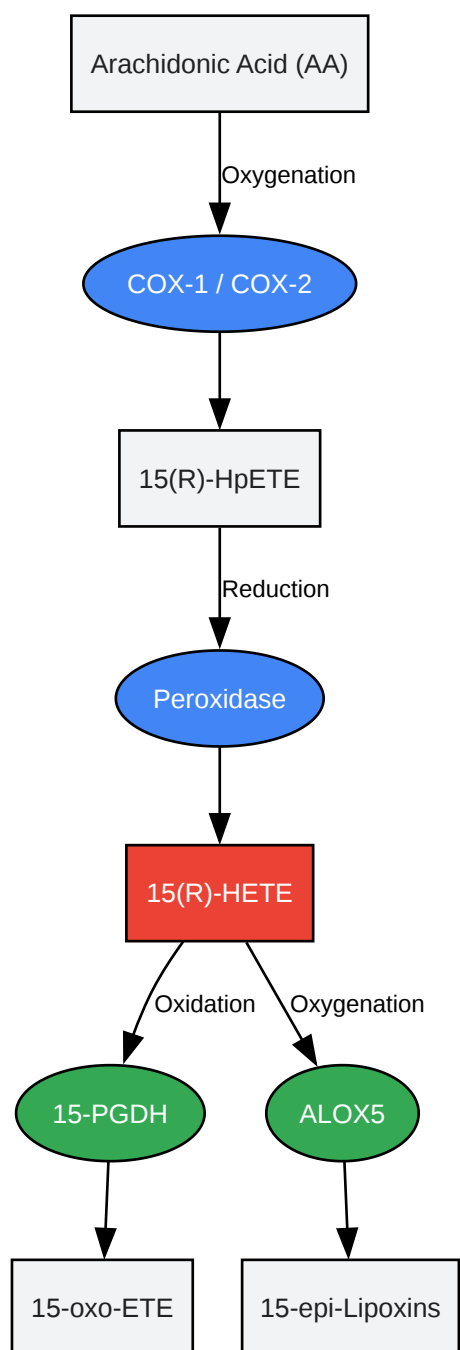 Arachidonic Acid (AA)
Oxygenation
COX-1 / COX-2
15(R)-HpETE
Reduction
Peroxidase
15(R)-HETE
Oxidation
Oxygenation
15-PGDH
ALOX5
15-oxo-ETE
15-epi-Lipoxins